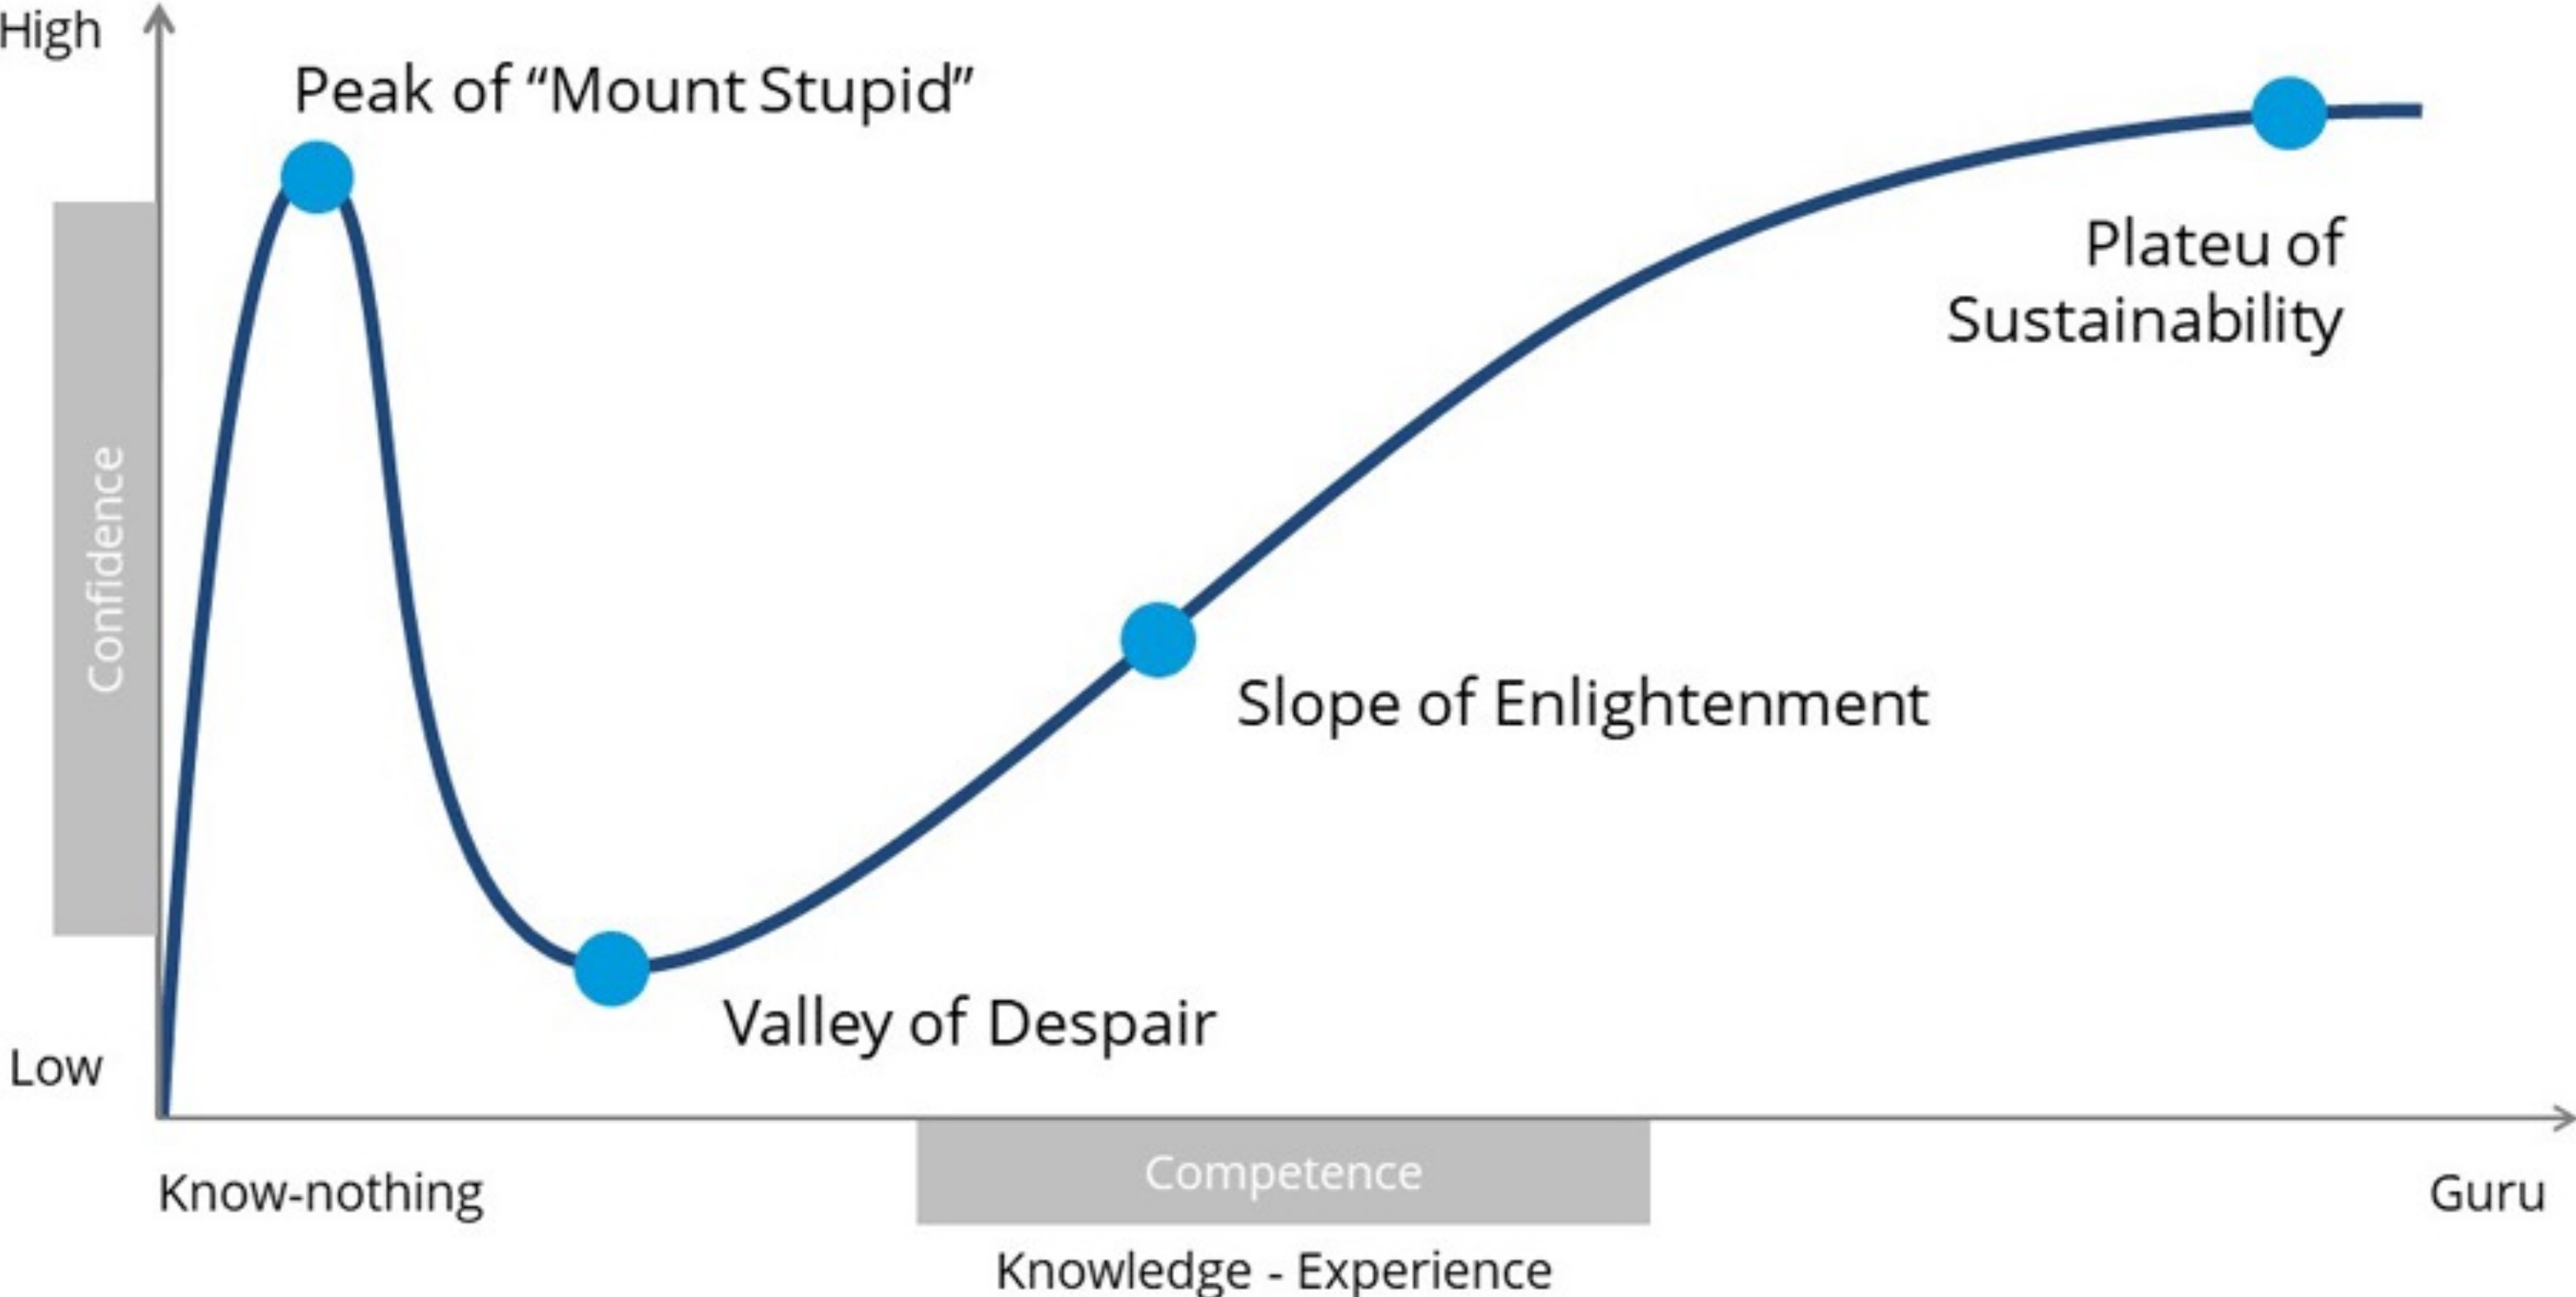 High
Peak of “Mount Stupid”
Plateu of
Sustainability
Confidence
Slope of Enlightenment
Valley of Despair
Low
Know-nothing
Competence
Guru
Knowledge - Experience